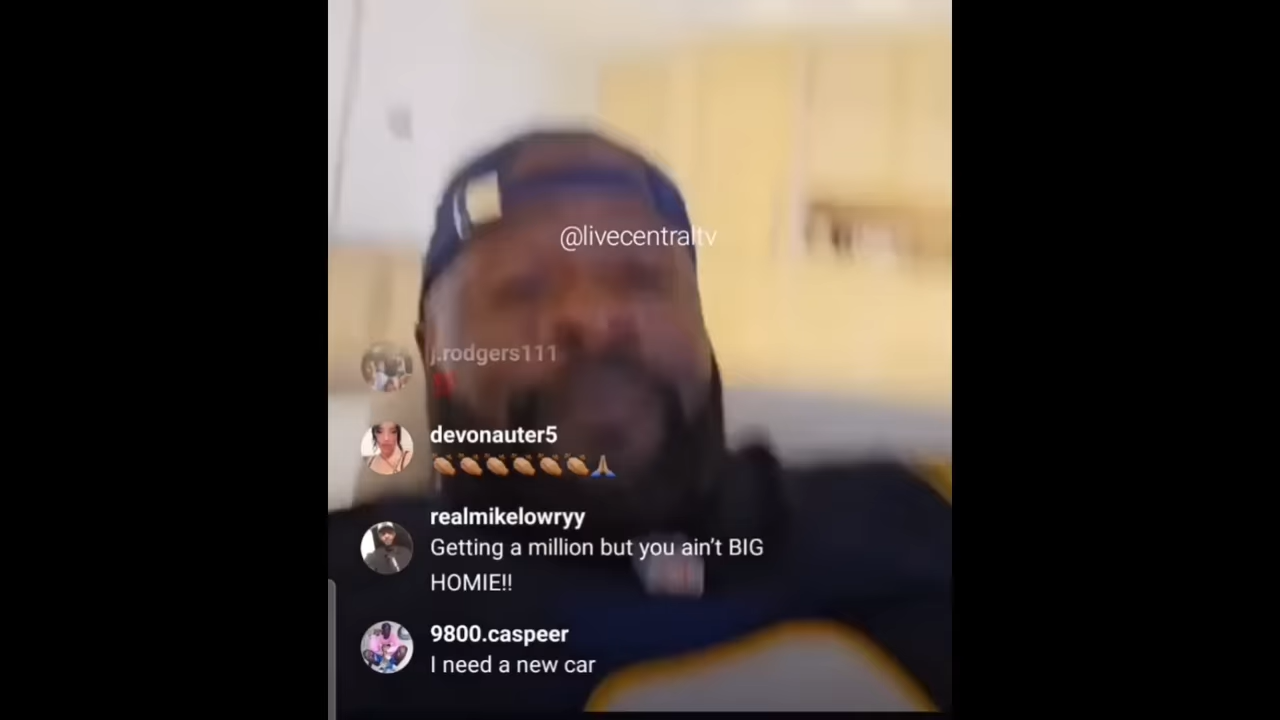 @livecentraltv
j.rodgers111
devonauter5
👏🏼👏🏼👏🏼👏🏼👏🏼👏🏼🙏🏼
realmikelowryy
Getting a million but you ain’t BIG
HOMIE!!
9800.caspeer
I need a new car